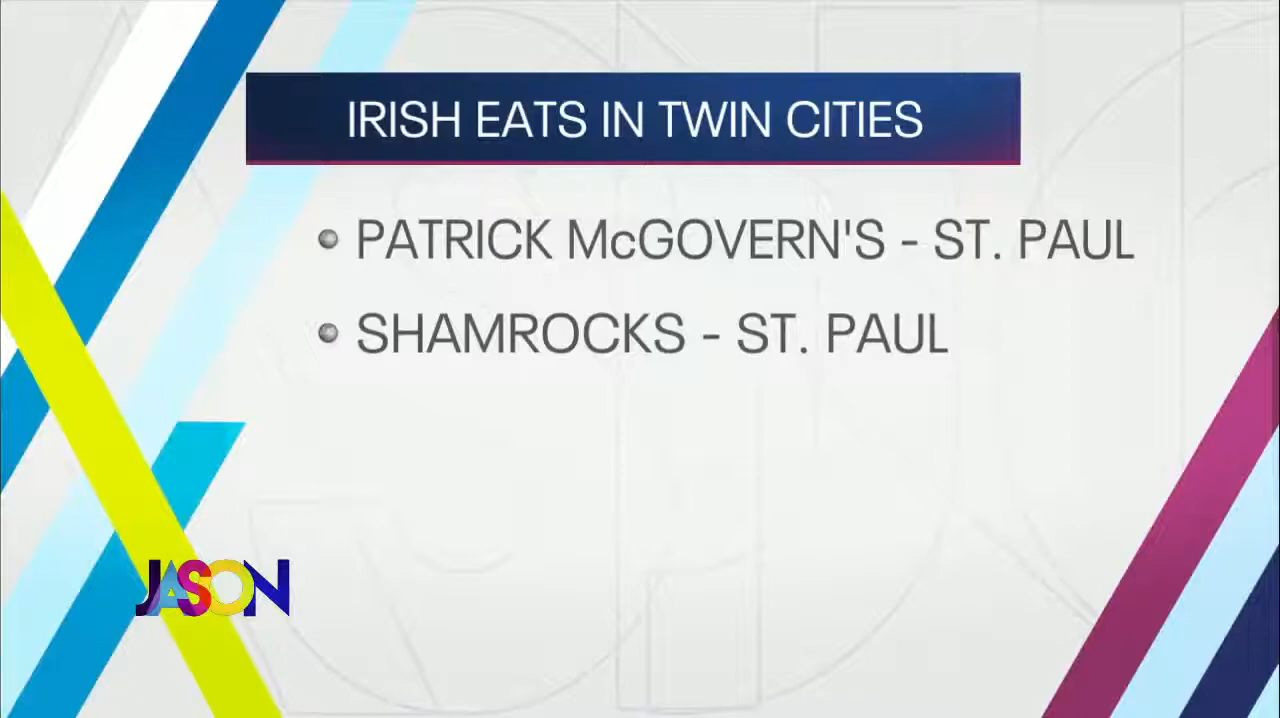 IRISH EATS IN TWIN CITIES
PATRICK McGOVERN'S - ST. PAUL
SHAMROCKS - ST. PAUL
JASON